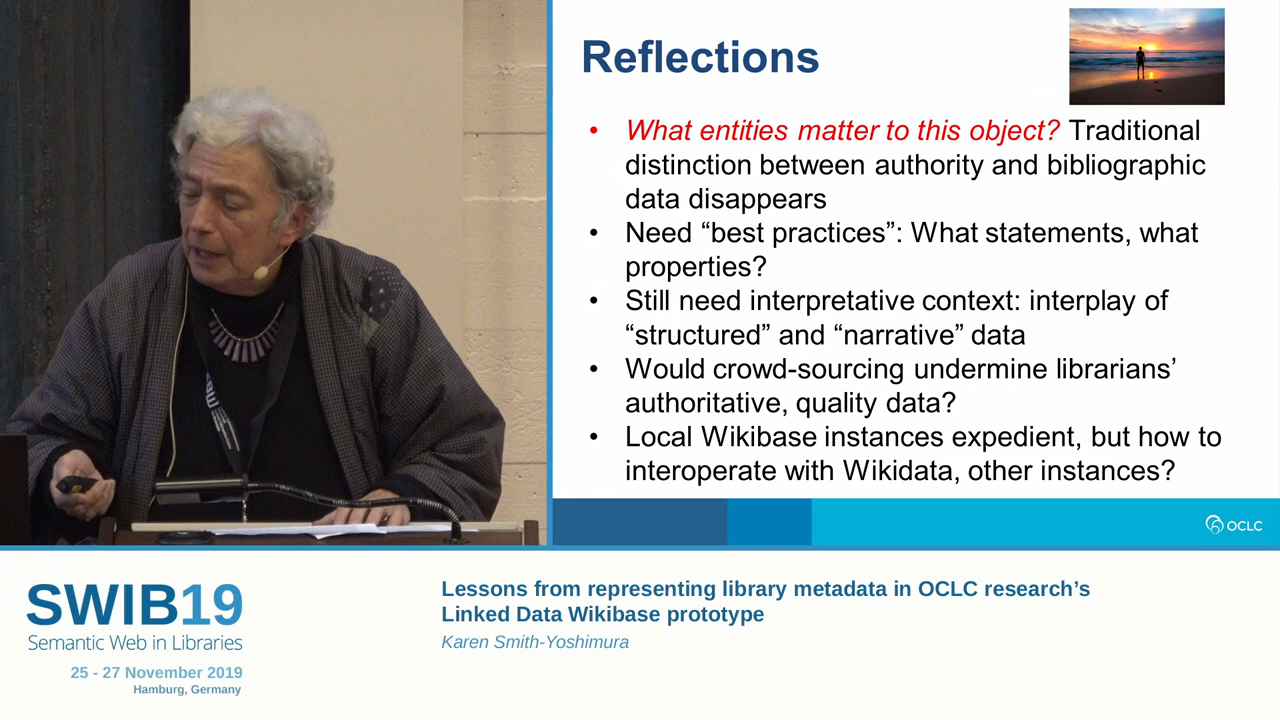 Reflections
• What entities matter to this object? Traditional
distinction between authority and bibliographic
data disappears
• Need “best practices”: What statements, what
properties?
• Still need interpretative context: interplay of
“structured” and “narrative” data
• Would crowd-sourcing undermine librarians’
authoritative, quality data?
• Local Wikibase instances expedient, but how to
interoperate with Wikidata, other instances?
OCLC
SWIB19
Semantic Web in Libraries
25 - 27 November 2019
Hamburg, Germany
Lessons from representing library metadata in OCLC research’s
Linked Data Wikibase prototype
Karen Smith-Yoshimura